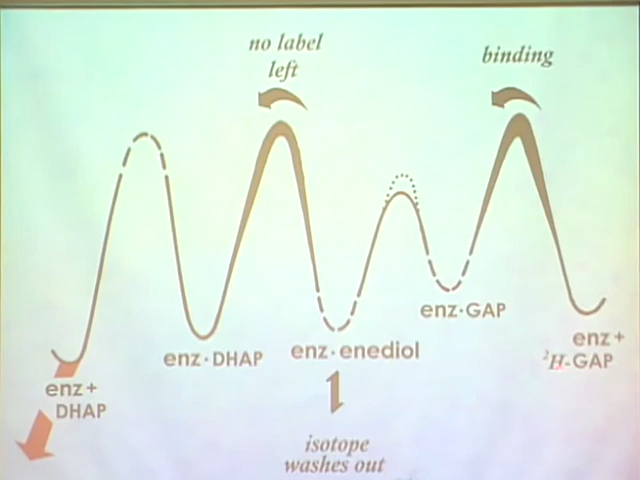 no label
left
binding
enz·GAP
enz·DHAP
enz·enediol
enz+
²H-GAP
enz+
DHAP
isotope
washes out